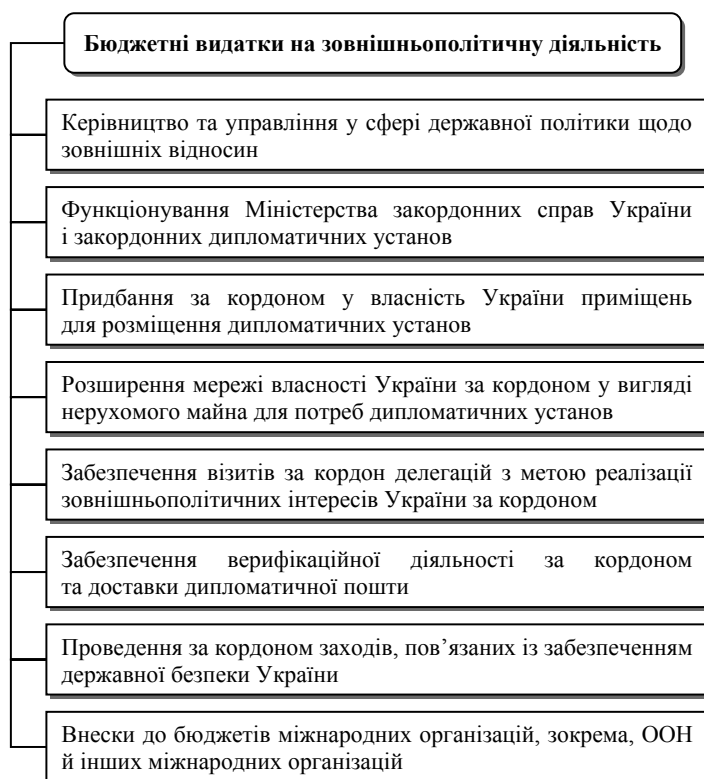 Бюджетні видатки на зовнішньополітичну діяльність
Керівництво та управління у сфері державної політики щодо
зовнішніх відносин
Функціонування Міністерства закордонних справ України
і закордонних дипломатичних установ
Придбання за кордоном у власність України приміщень
для розміщення дипломатичних установ
Розширення мережі власності України за кордоном у вигляді
нерухомого майна для потреб дипломатичних установ
Забезпечення візитів за кордон делегацій з метою реалізації
зовнішньополітичних інтересів України за кордоном
Забезпечення верифікаційної діяльності за кордоном
та доставки дипломатичної пошти
Проведення за кордоном заходів, пов’язаних із забезпеченням
державної безпеки України
Внески до бюджетів міжнародних організацій, зокрема, ООН
й інших міжнародних організацій